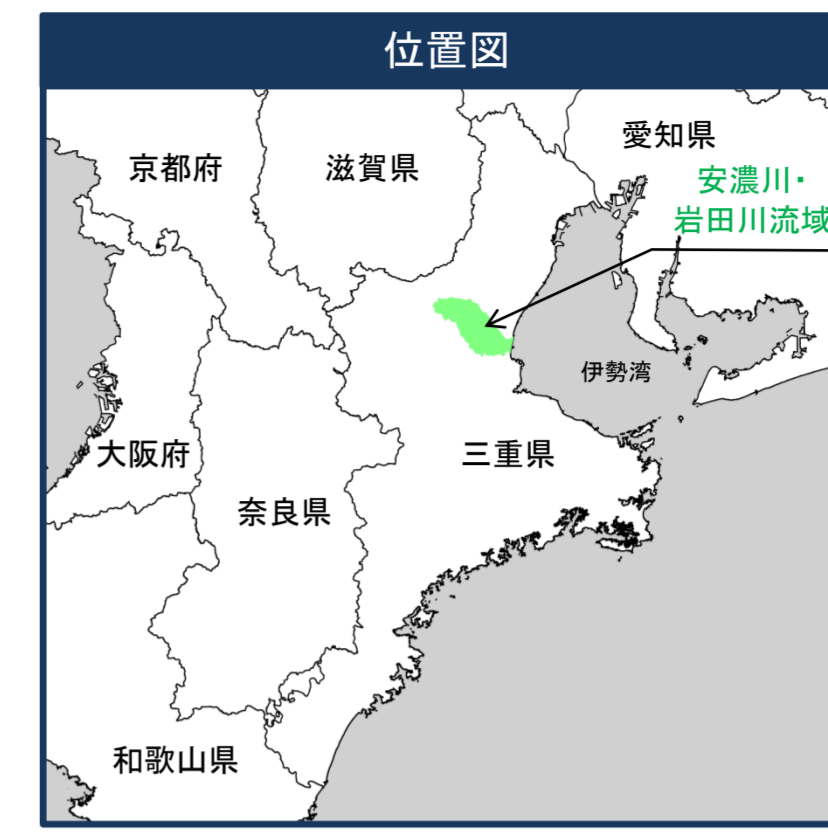 位置図
愛知県
京都府
滋賀県
安濃川・
岩田川流域
伊勢湾
大阪府
三重県
奈良県
和歌山県